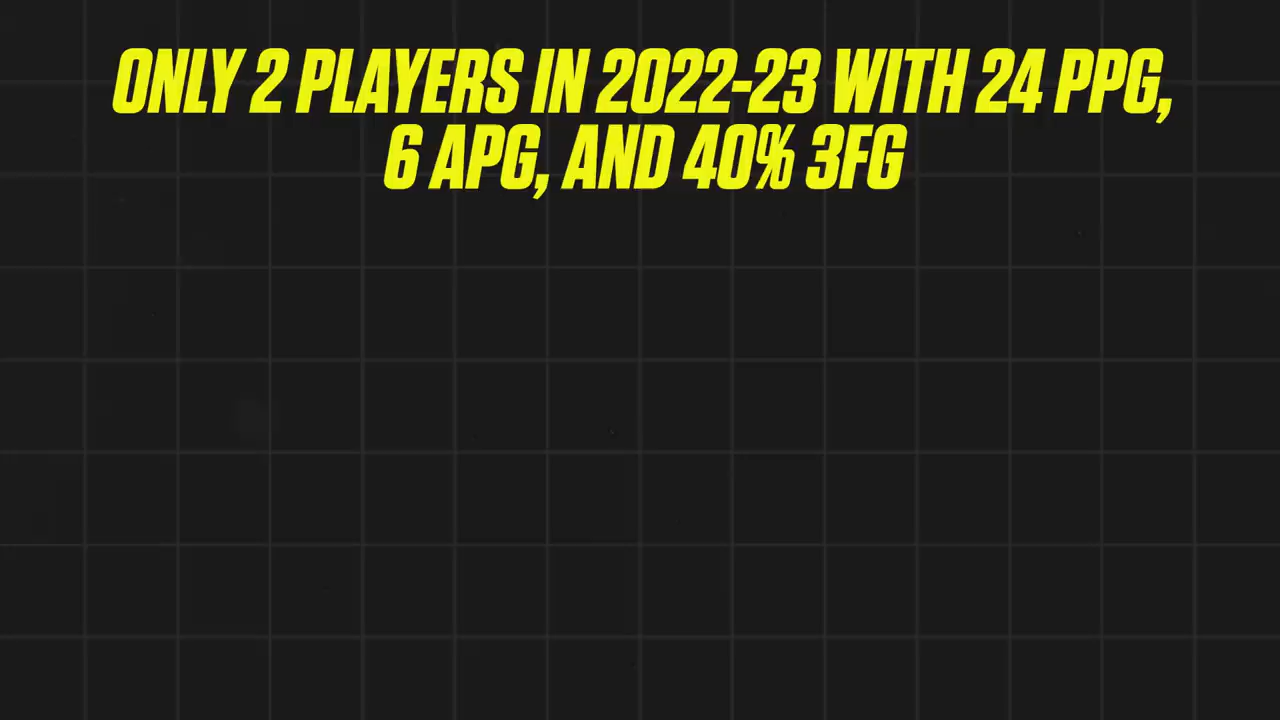 ONLY 2 PLAYERS IN 2022-23 WITH 24 PPG,
6 APG, AND 40% 3FG